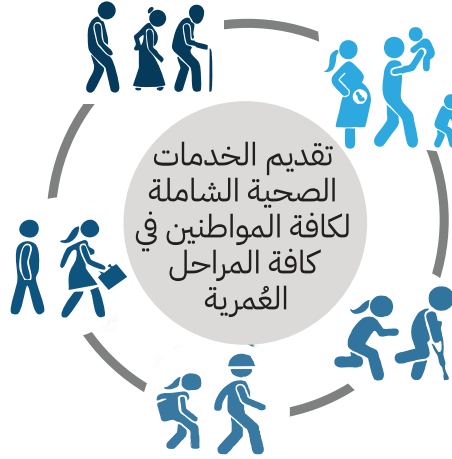 تقديم الخدمات
الصحية الشاملة
لكافة المواطنين في
كافة المراحل
العُمرية